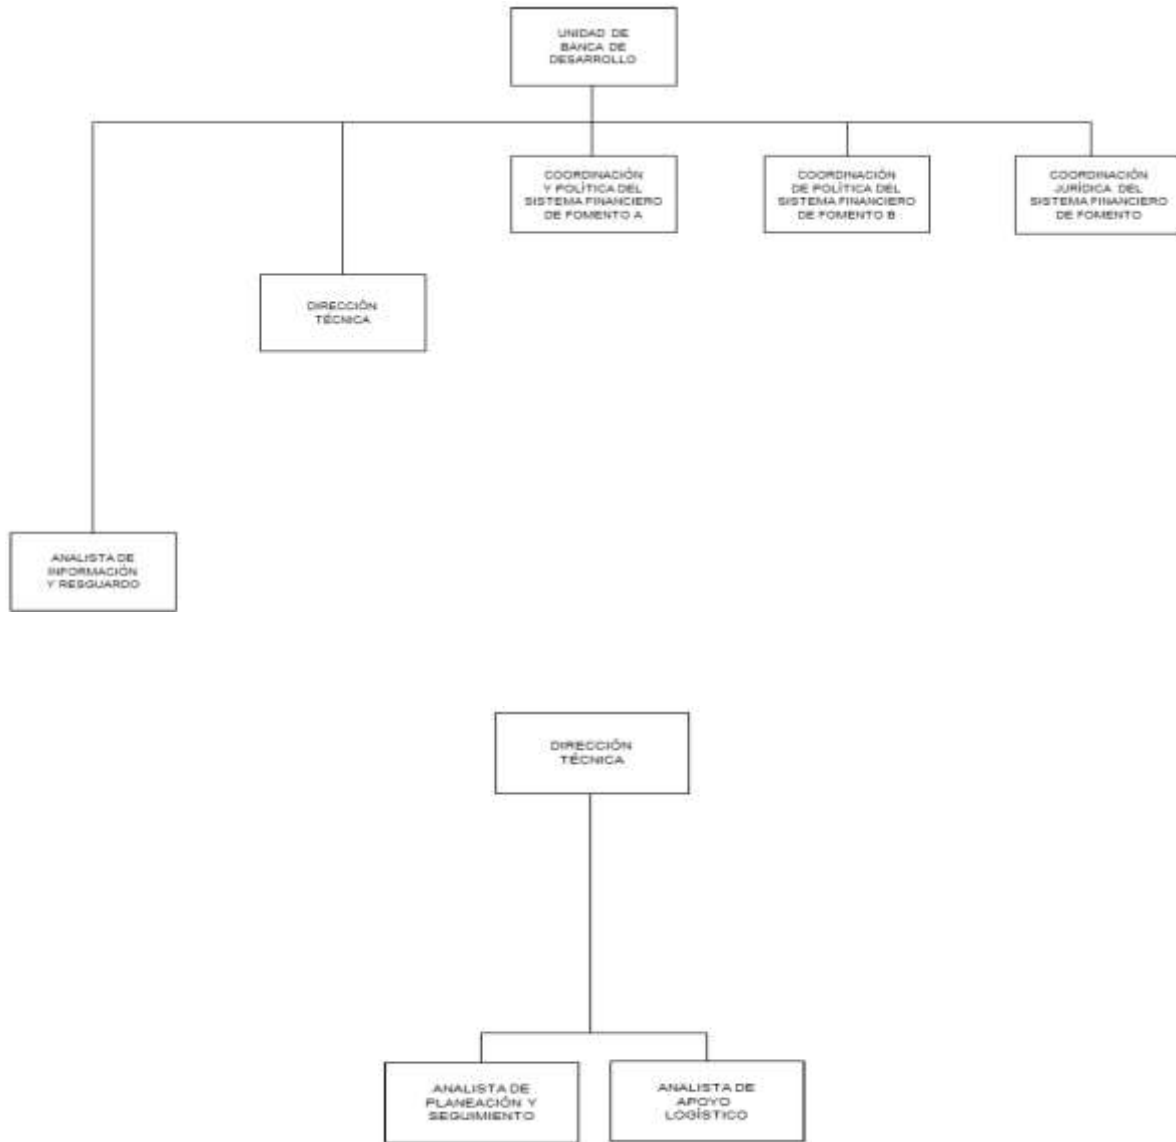 UNIDAD DE
BANCA DE
DESARROLLO
COORDINACIÓN
Y POLÍTICA DEL
SISTEMA FINANCIERO
DE FOMENTO A
COORDINACIÓN
DE POLÍTICA DEL
SISTEMA FINANCIERO
DE FOMENTO B
COORDINACIÓN
JURÍDICA DEL
SISTEMA FINANCIERO
DE FOMENTO
DIRECCIÓN
TÉCNICA
ANALISTA DE
INFORMACIÓN
Y RESGUARDO
DIRECCIÓN
TÉCNICA
ANALISTA DE
PLANEACIÓN Y
SEGUIMIENTO
ANALISTA DE
APOYO
LOGÍSTICO